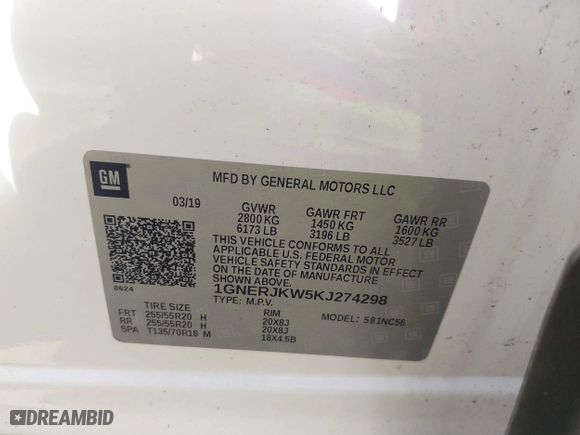 GM
MFD BY GENERAL MOTORS LLC
03/19
GVWR GAWR FRT GAWR RR
2800 KG 1450 KG 1600 KG
6173 LB 3196 LB 3527 LB
THIS VEHICLE CONFORMS TO ALL
APPLICABLE U.S. FEDERAL MOTOR
VEHICLE SAFETY STANDARDS IN
EFFECT ON THE DATE OF MANUFACTURE
SHOWN ABOVE.
1GNERJKW5KJ274298
8624
TYPE: M.P.V.
MODEL: 581NC56
TIRE SIZE RIM
FRT 255/55R20 H 20X8J
RR 255/55R20 H 20X8J
SPA T135/70R18 M 18X4.5B
DREAMBID